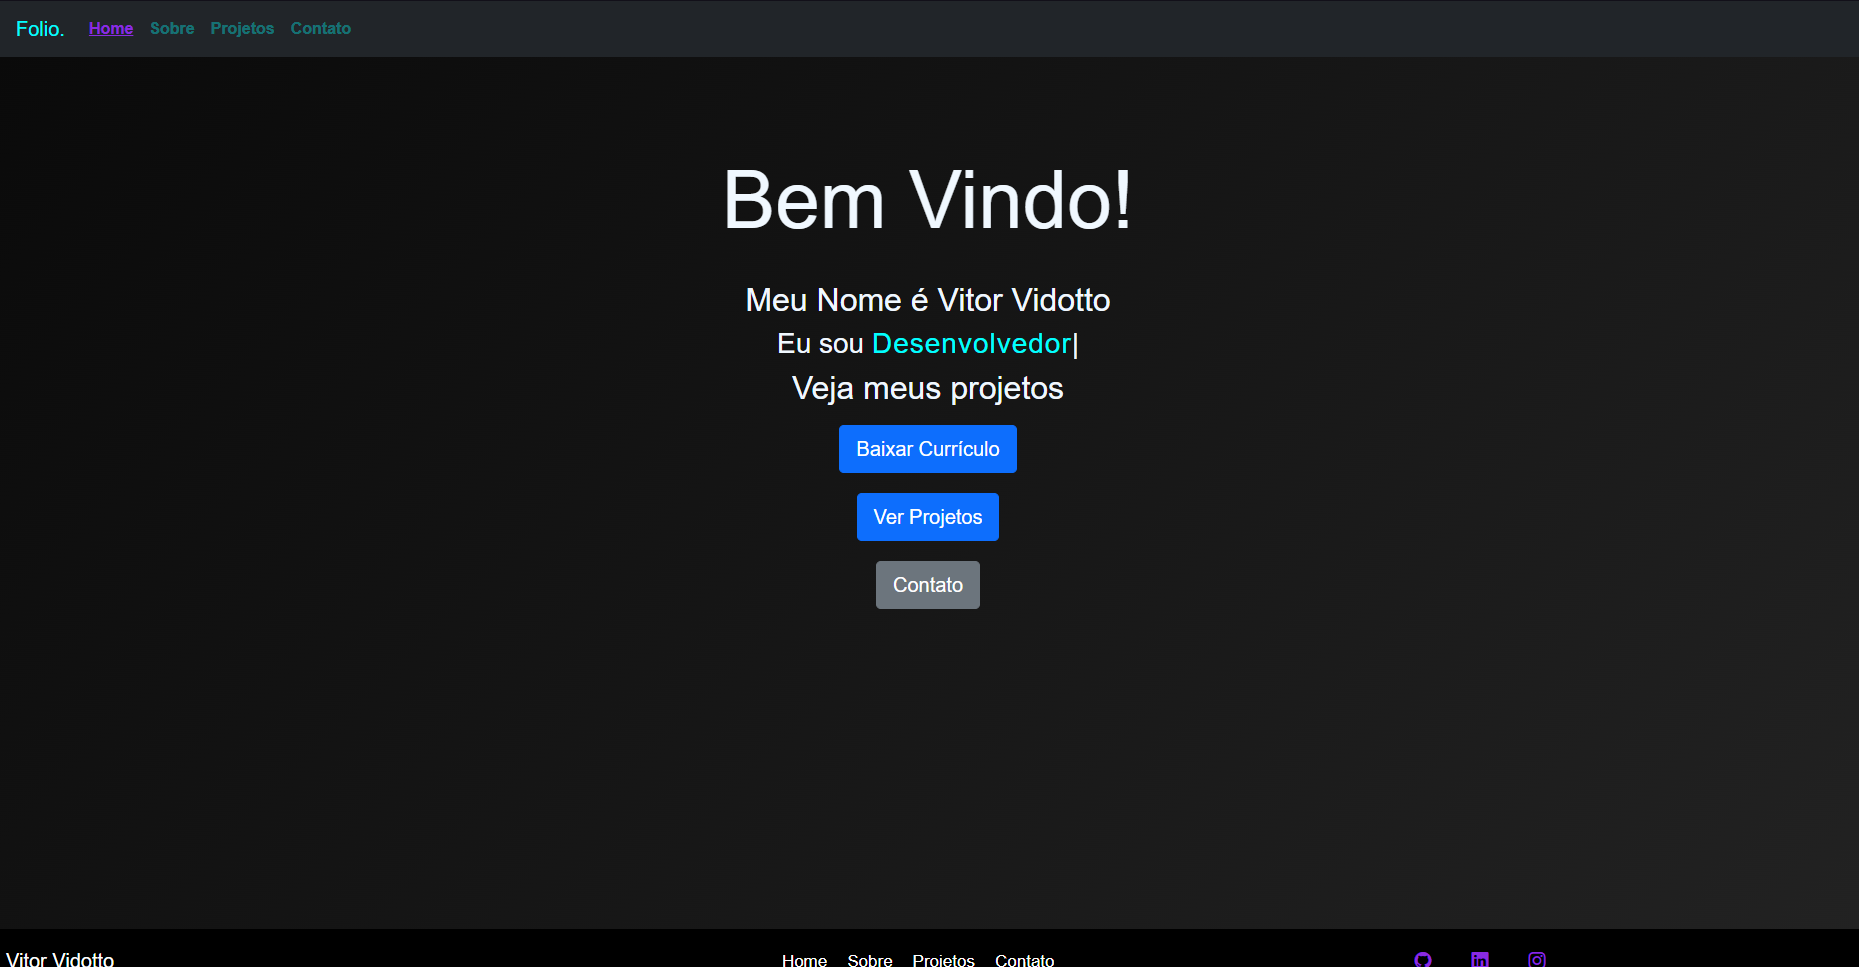 Folio. Home Sobre Projetos Contato
Bem Vindo!
Meu Nome é Vitor Vidotto
Eu sou Desenvolvedor|
Veja meus projetos
Baixar Currículo
Ver Projetos
Contato
Vitor Vidotto Home Sobre Projetos Contato